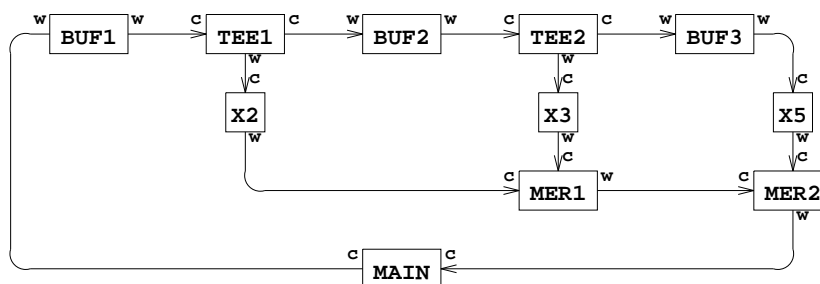 W BUF1 W C TEE1 C W BUF2 W C TEE2 C W BUF3 W
W W
C C C
X2 X3 X5
W W W
C C
C MER1 W C MER2
W
C MAIN C